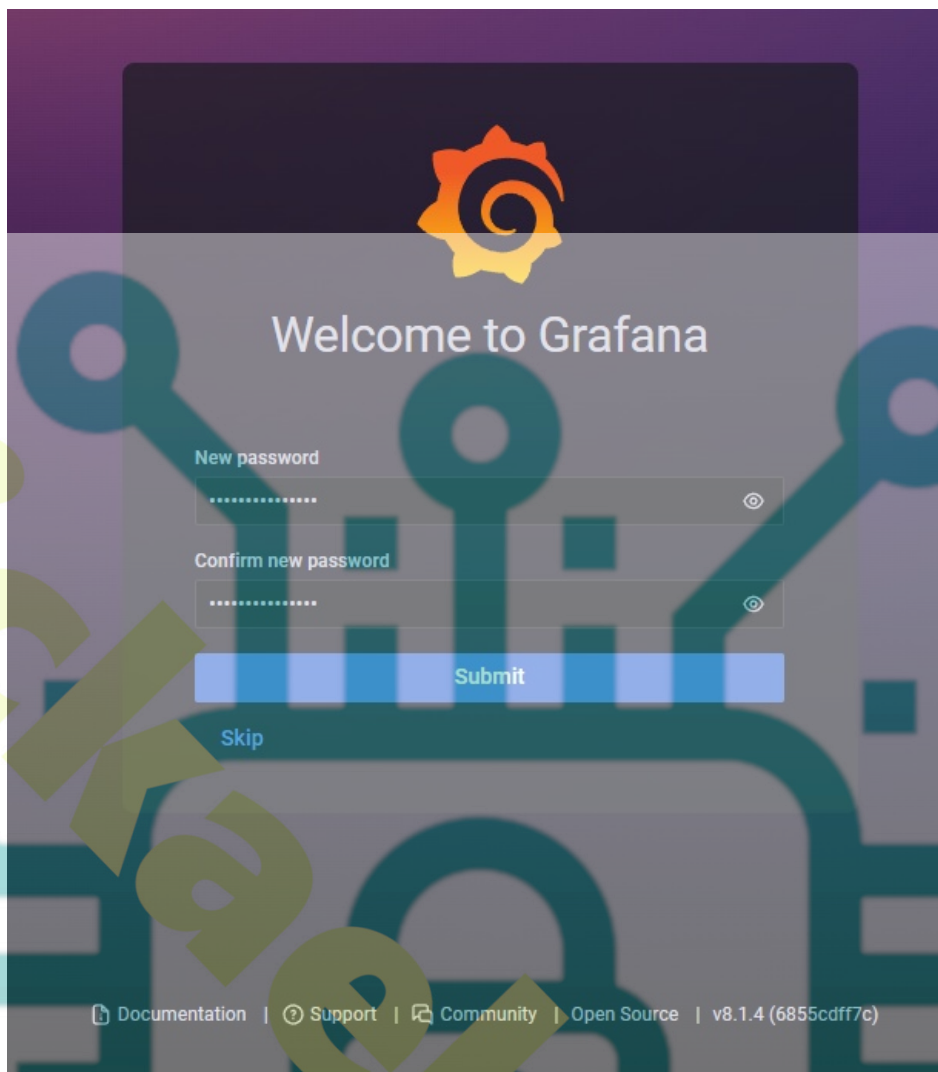 Welcome to Grafana
New password
•••••••••••••••
Confirm new password
•••••••••••••••
Submit
Skip
Documentation | Support | Community | Open Source | v8.1.4 (6855cdff7c)